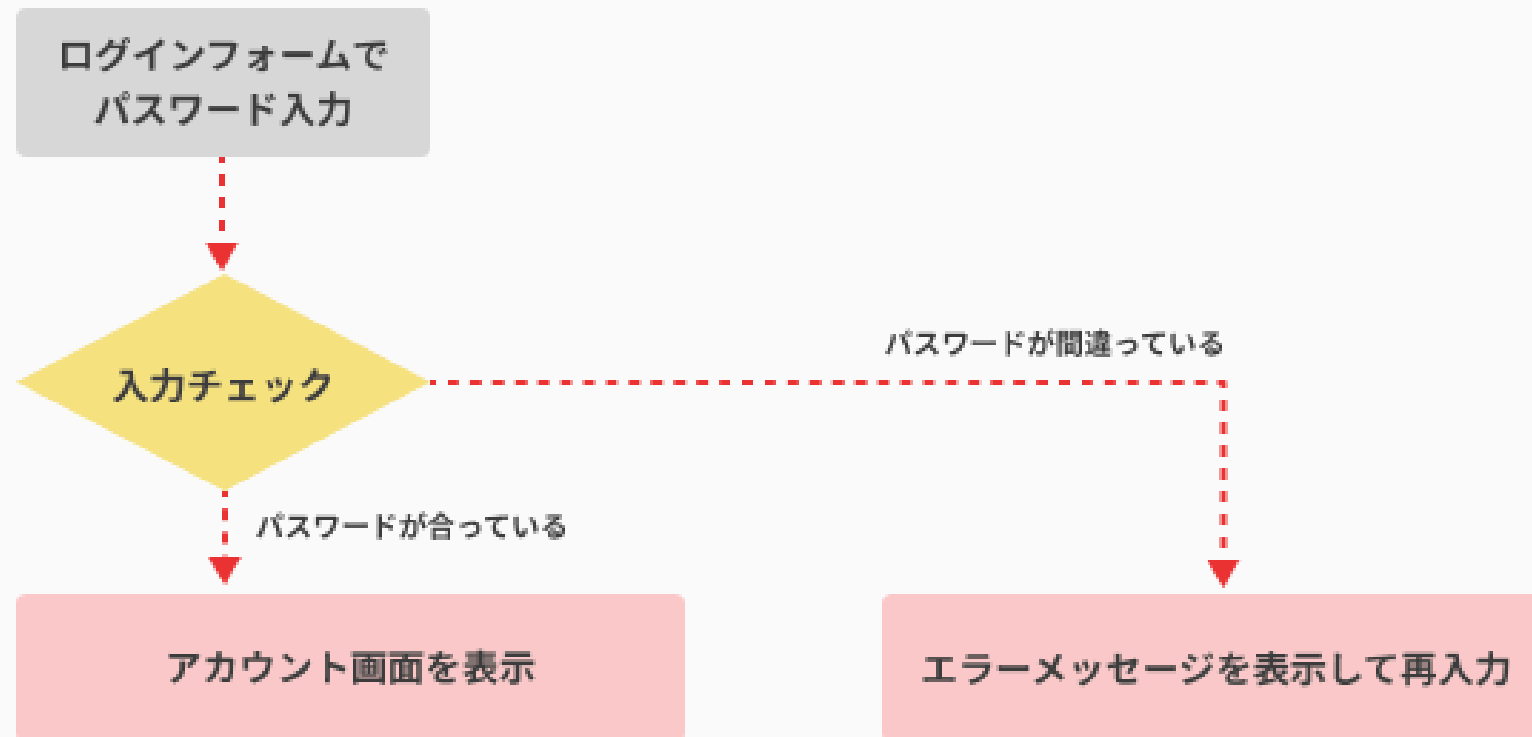 ログインフォームで
パスワード入力
パスワードが間違っている
入力チェック
パスワードが合っている
アカウント画面を表示
エラーメッセージを表示して再入力